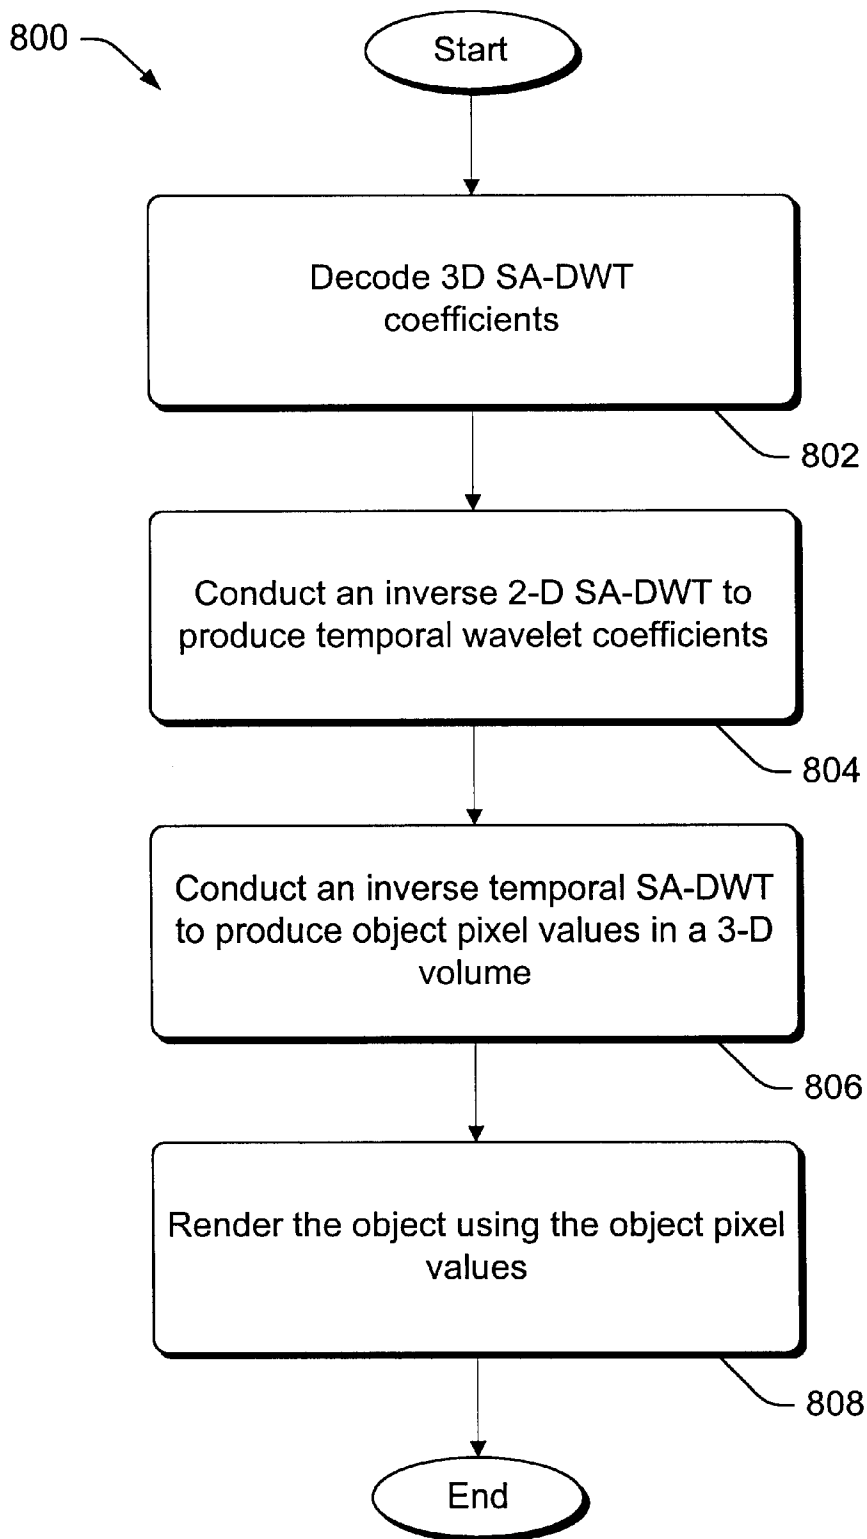 800
Start
Decode 3D SA-DWT
coefficients
802
Conduct an inverse 2-D SA-DWT to
produce temporal wavelet coefficients
804
Conduct an inverse temporal SA-DWT
to produce object pixel values in a 3-D
volume
806
Render the object using the object pixel
values
808
End